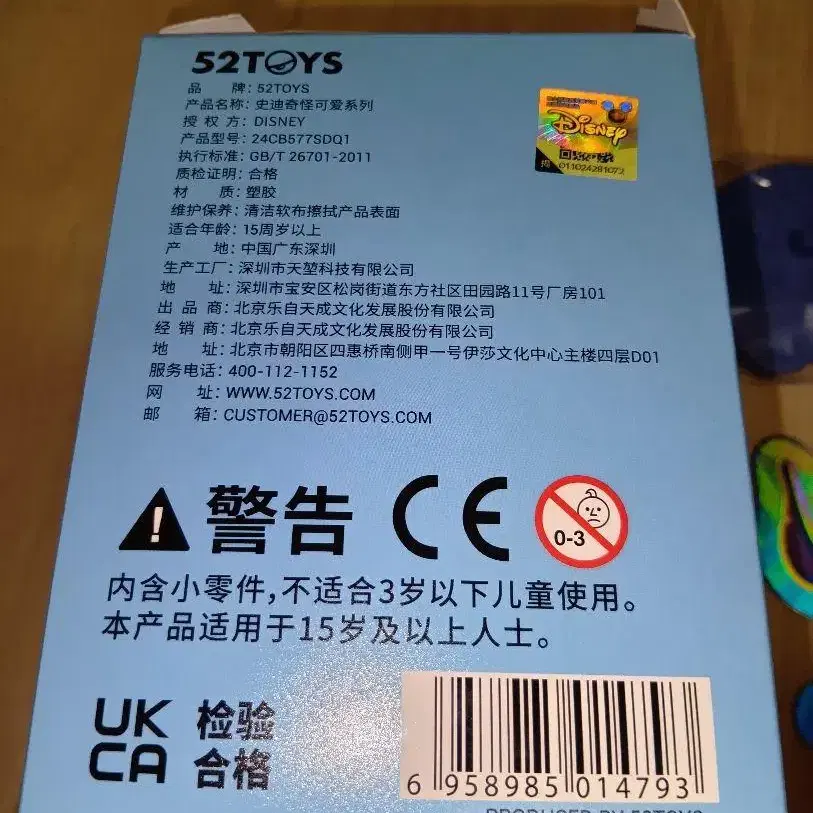 52TOYS
品 牌：52TOYS
产品名称：史迪奇怪可爱系列
授 权 方：DISNEY
产品型号：24CB577SDQ1
执行标准：GB/T 26701-2011
质检证明：合格
材 质：塑胶
维护保养：清洁软布擦拭产品表面
适合年龄：15周岁以上
产 地：中国广东深圳
生产工厂：深圳市天堃科技有限公司
地 址：深圳市宝安区松岗街道东方社区田园路11号厂房101
出 品 商：北京乐自天成文化发展股份有限公司
经 销 商：北京乐自天成文化发展股份有限公司
地 址：北京市朝阳区四惠桥南侧甲一号伊莎文化中心主楼四层D01
服务电话：400-112-1152
网 址：WWW.52TOYS.COM
邮 箱：CUSTOMER@52TOYS.COM
Disney
011024281072
警告 CE
0-3
内含小零件,不适合3岁以下儿童使用。
本产品适用于15岁及以上人士。
UK 检验
CA 合格
6 958985 014793
PRODUCED BY 52TOYS